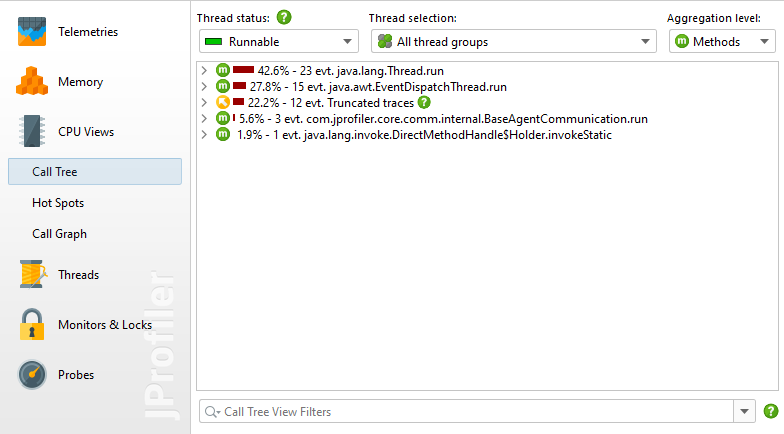 Telemetries
Memory
CPU Views
Call Tree
Hot Spots
Call Graph
Threads
Monitors & Locks
Probes
JProfiler
Thread status: ?
Runnable
Thread selection:
All thread groups
Aggregation level:
m Methods
m 42.6% - 23 evt. java.lang.Thread.run
m 27.8% - 15 evt. java.awt.EventDispatchThread.run
22.2% - 12 evt. Truncated traces ?
m 5.6% - 3 evt. com.jprofiler.core.comm.internal.BaseAgentCommunication.run
m 1.9% - 1 evt. java.lang.invoke.DirectMethodHandle$Holder.invokeStatic
Call Tree View Filters ?